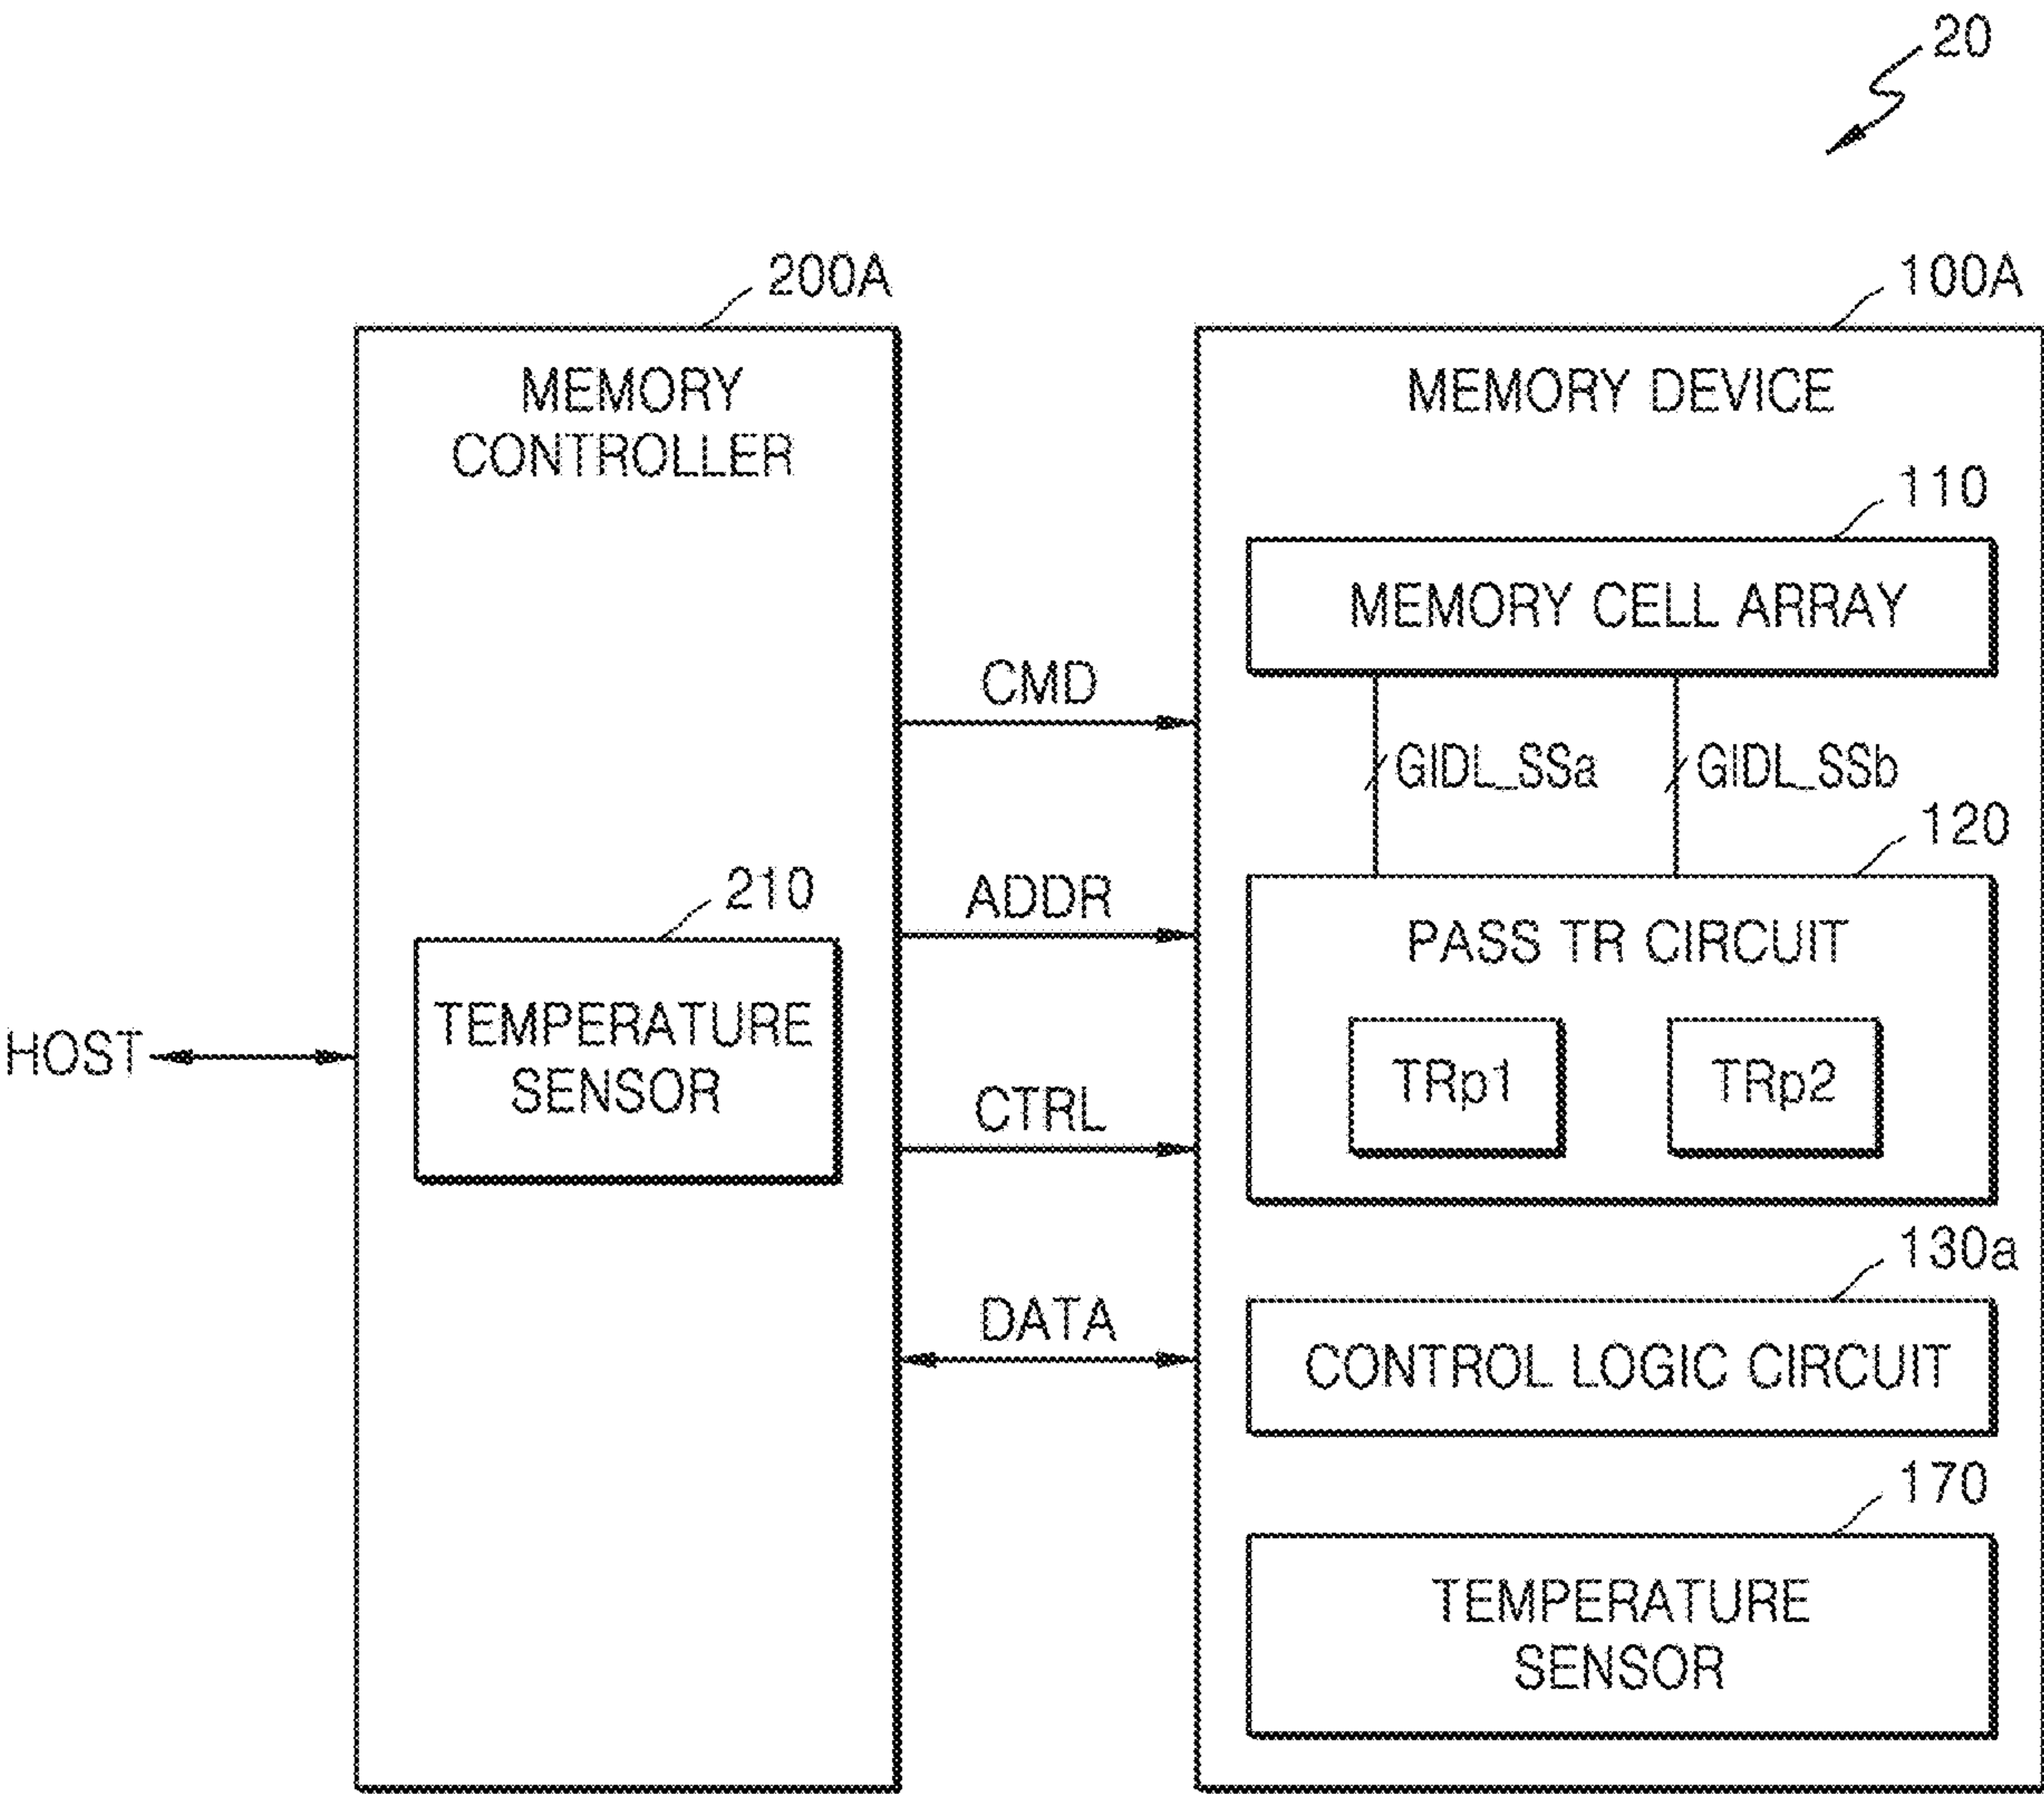 20
200A
100A
MEMORY
CONTROLLER
MEMORY DEVICE
110
MEMORY CELL ARRAY
CMD
GIDL_SSa
GIDL_SSb
120
210
ADDR
PASS TR CIRCUIT
HOST
TEMPERATURE
SENSOR
TRp1
TRp2
CTRL
130a
DATA
CONTROL LOGIC CIRCUIT
170
TEMPERATURE
SENSOR